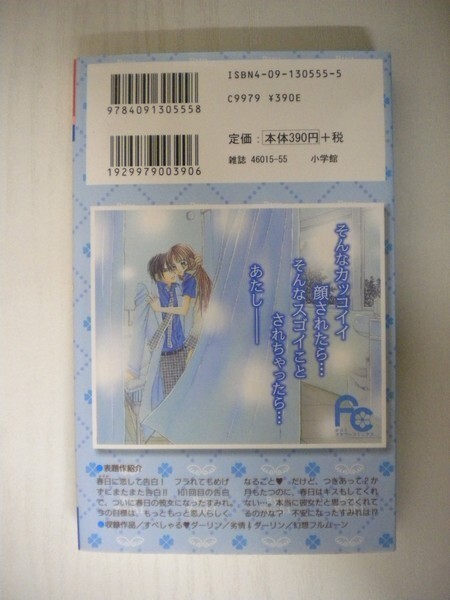 ISBN4-09-130555-5
C9979 ¥390E
9784091305558
1929979003906
定価：本体390円＋税
雑誌 46015-55 小学館
そんなカッコイイ
顔されたら…
そんなスゴイこと
されちゃったら…
あたし――
FC
●表題作紹介
春日に恋して告白!! フラれてもめげ
ずにまたまた告白!! 101回目の告白
で、ついに春日の彼女になったすみれ。
今の目標は、もっともっと恋人らしく
なること♥ だけど、つきあって2か
月もたつのに、春日はキスもしてくれ
ない…。本当に彼女だと思ってくれて
るのかな? 不安になったすみれは!?
●収録作品／すぺしゃる♥ダーリン／劣情♥ダーリン／幻想フルムーン